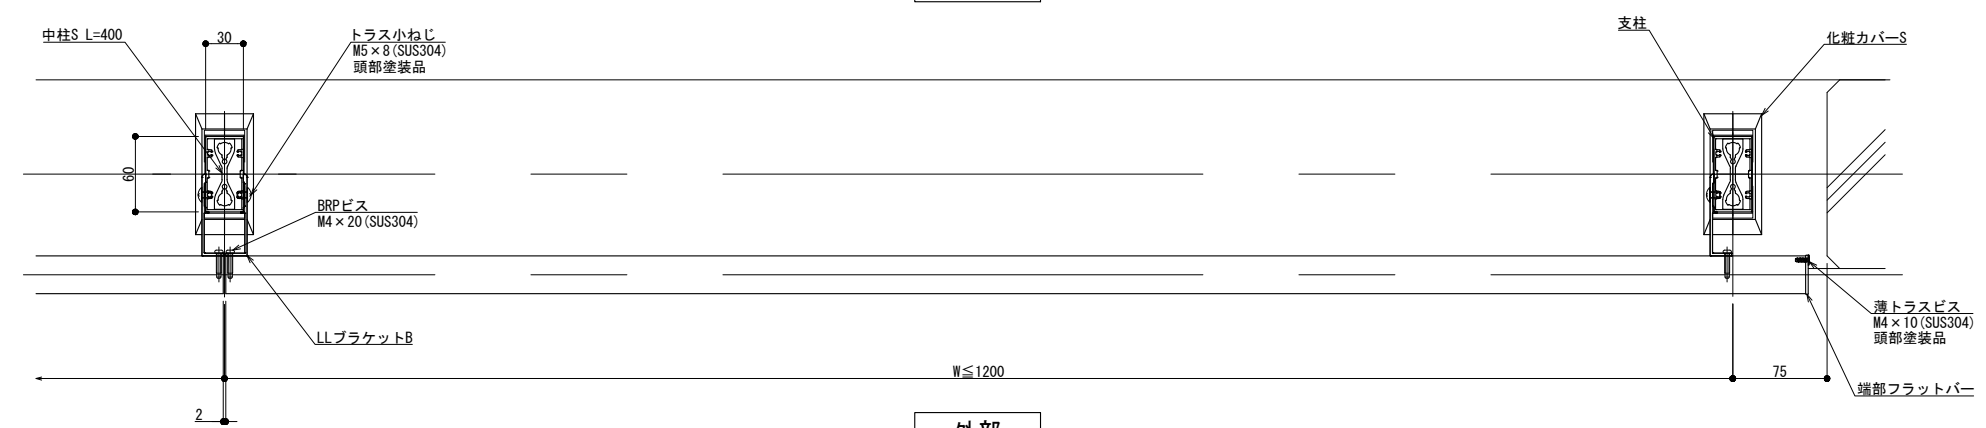 中柱S L=400
30
トラス小ねじ
M5×8(SUS304)
頭部塗装品
支柱
化粧カバーS
60
BRPビス
M4×20(SUS304)
LLブラケットB
薄トラスビス
M4×10(SUS304)
頭部塗装品
W≦1200
75
端部フラットバー
2
外部